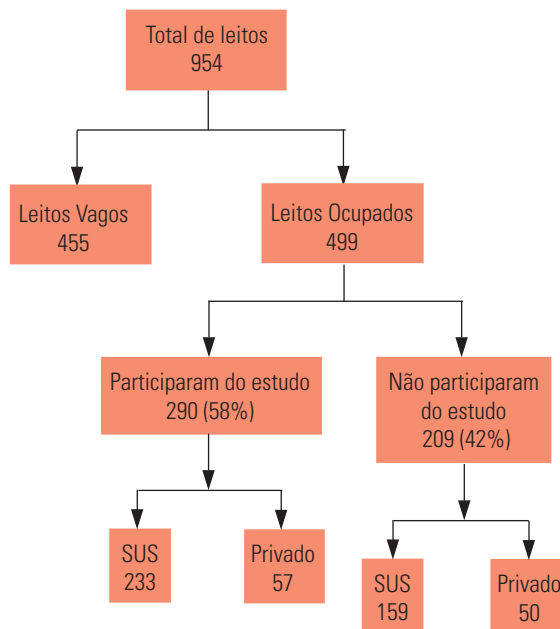 Total de leitos
954
Leitos Vagos
455
Leitos Ocupados
499
Participaram do estudo
290 (58%)
Não participaram
do estudo
209 (42%)
SUS
233
Privado
57
SUS
159
Privado
50